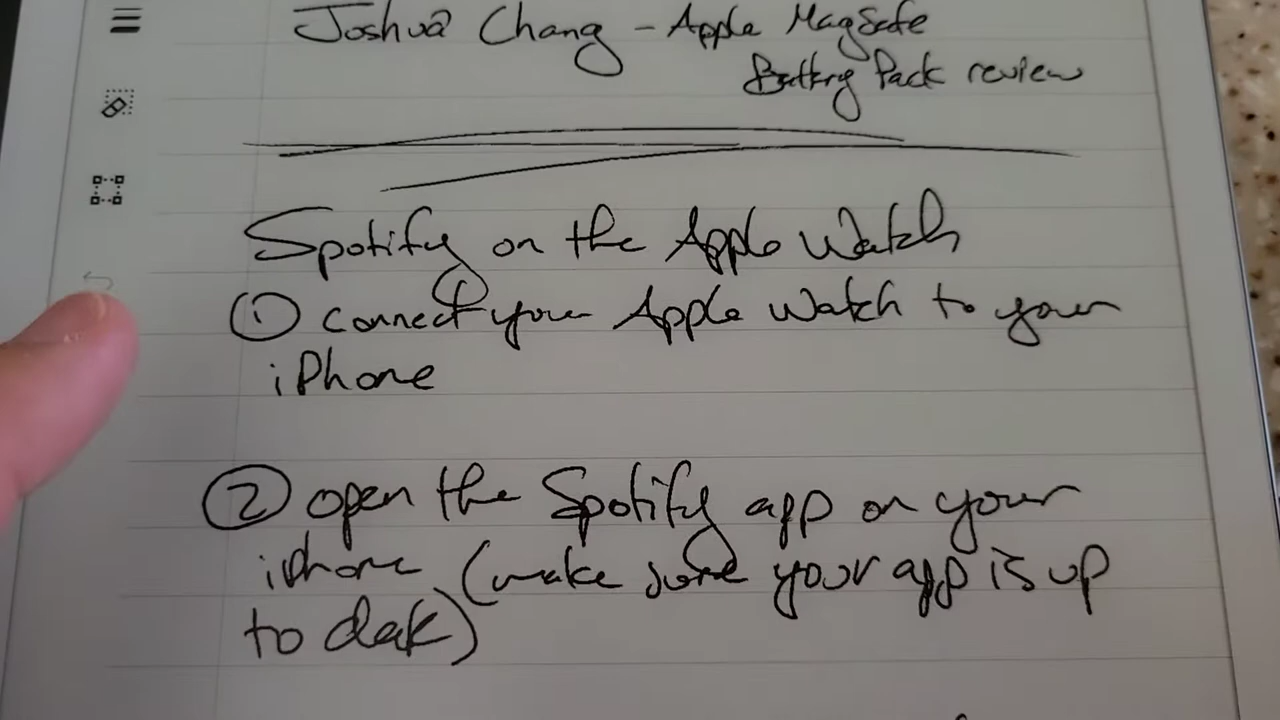 Joshua Chang - Apple MagSafe
Battery Pack review
Spotify on the Apple Watch
① connect your Apple Watch to your
iPhone
② open the Spotify app on your
iphone (make sure your app is up
to date)